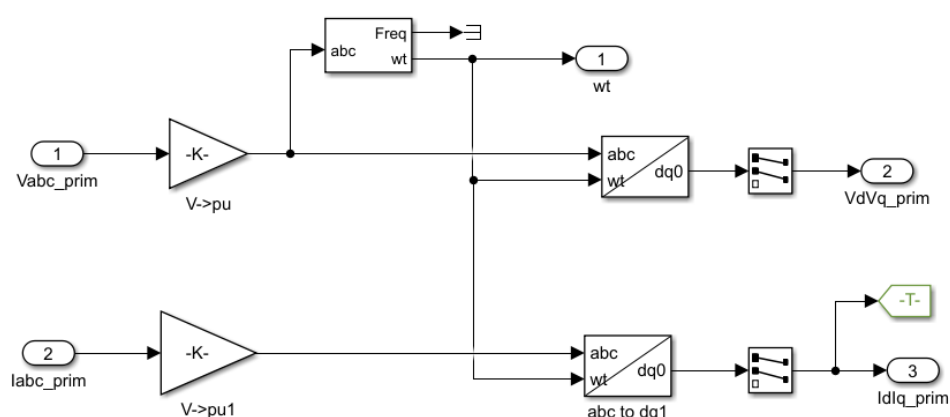 Freq
abc
wt
1
wt
1
-K-
abc
wt
dq0
2
Vabc_prim
V->pu
VdVq_prim
-T-
2
-K-
abc
wt
dq0
3
Iabc_prim
V->pu1
abc to dq1
IdIq_prim